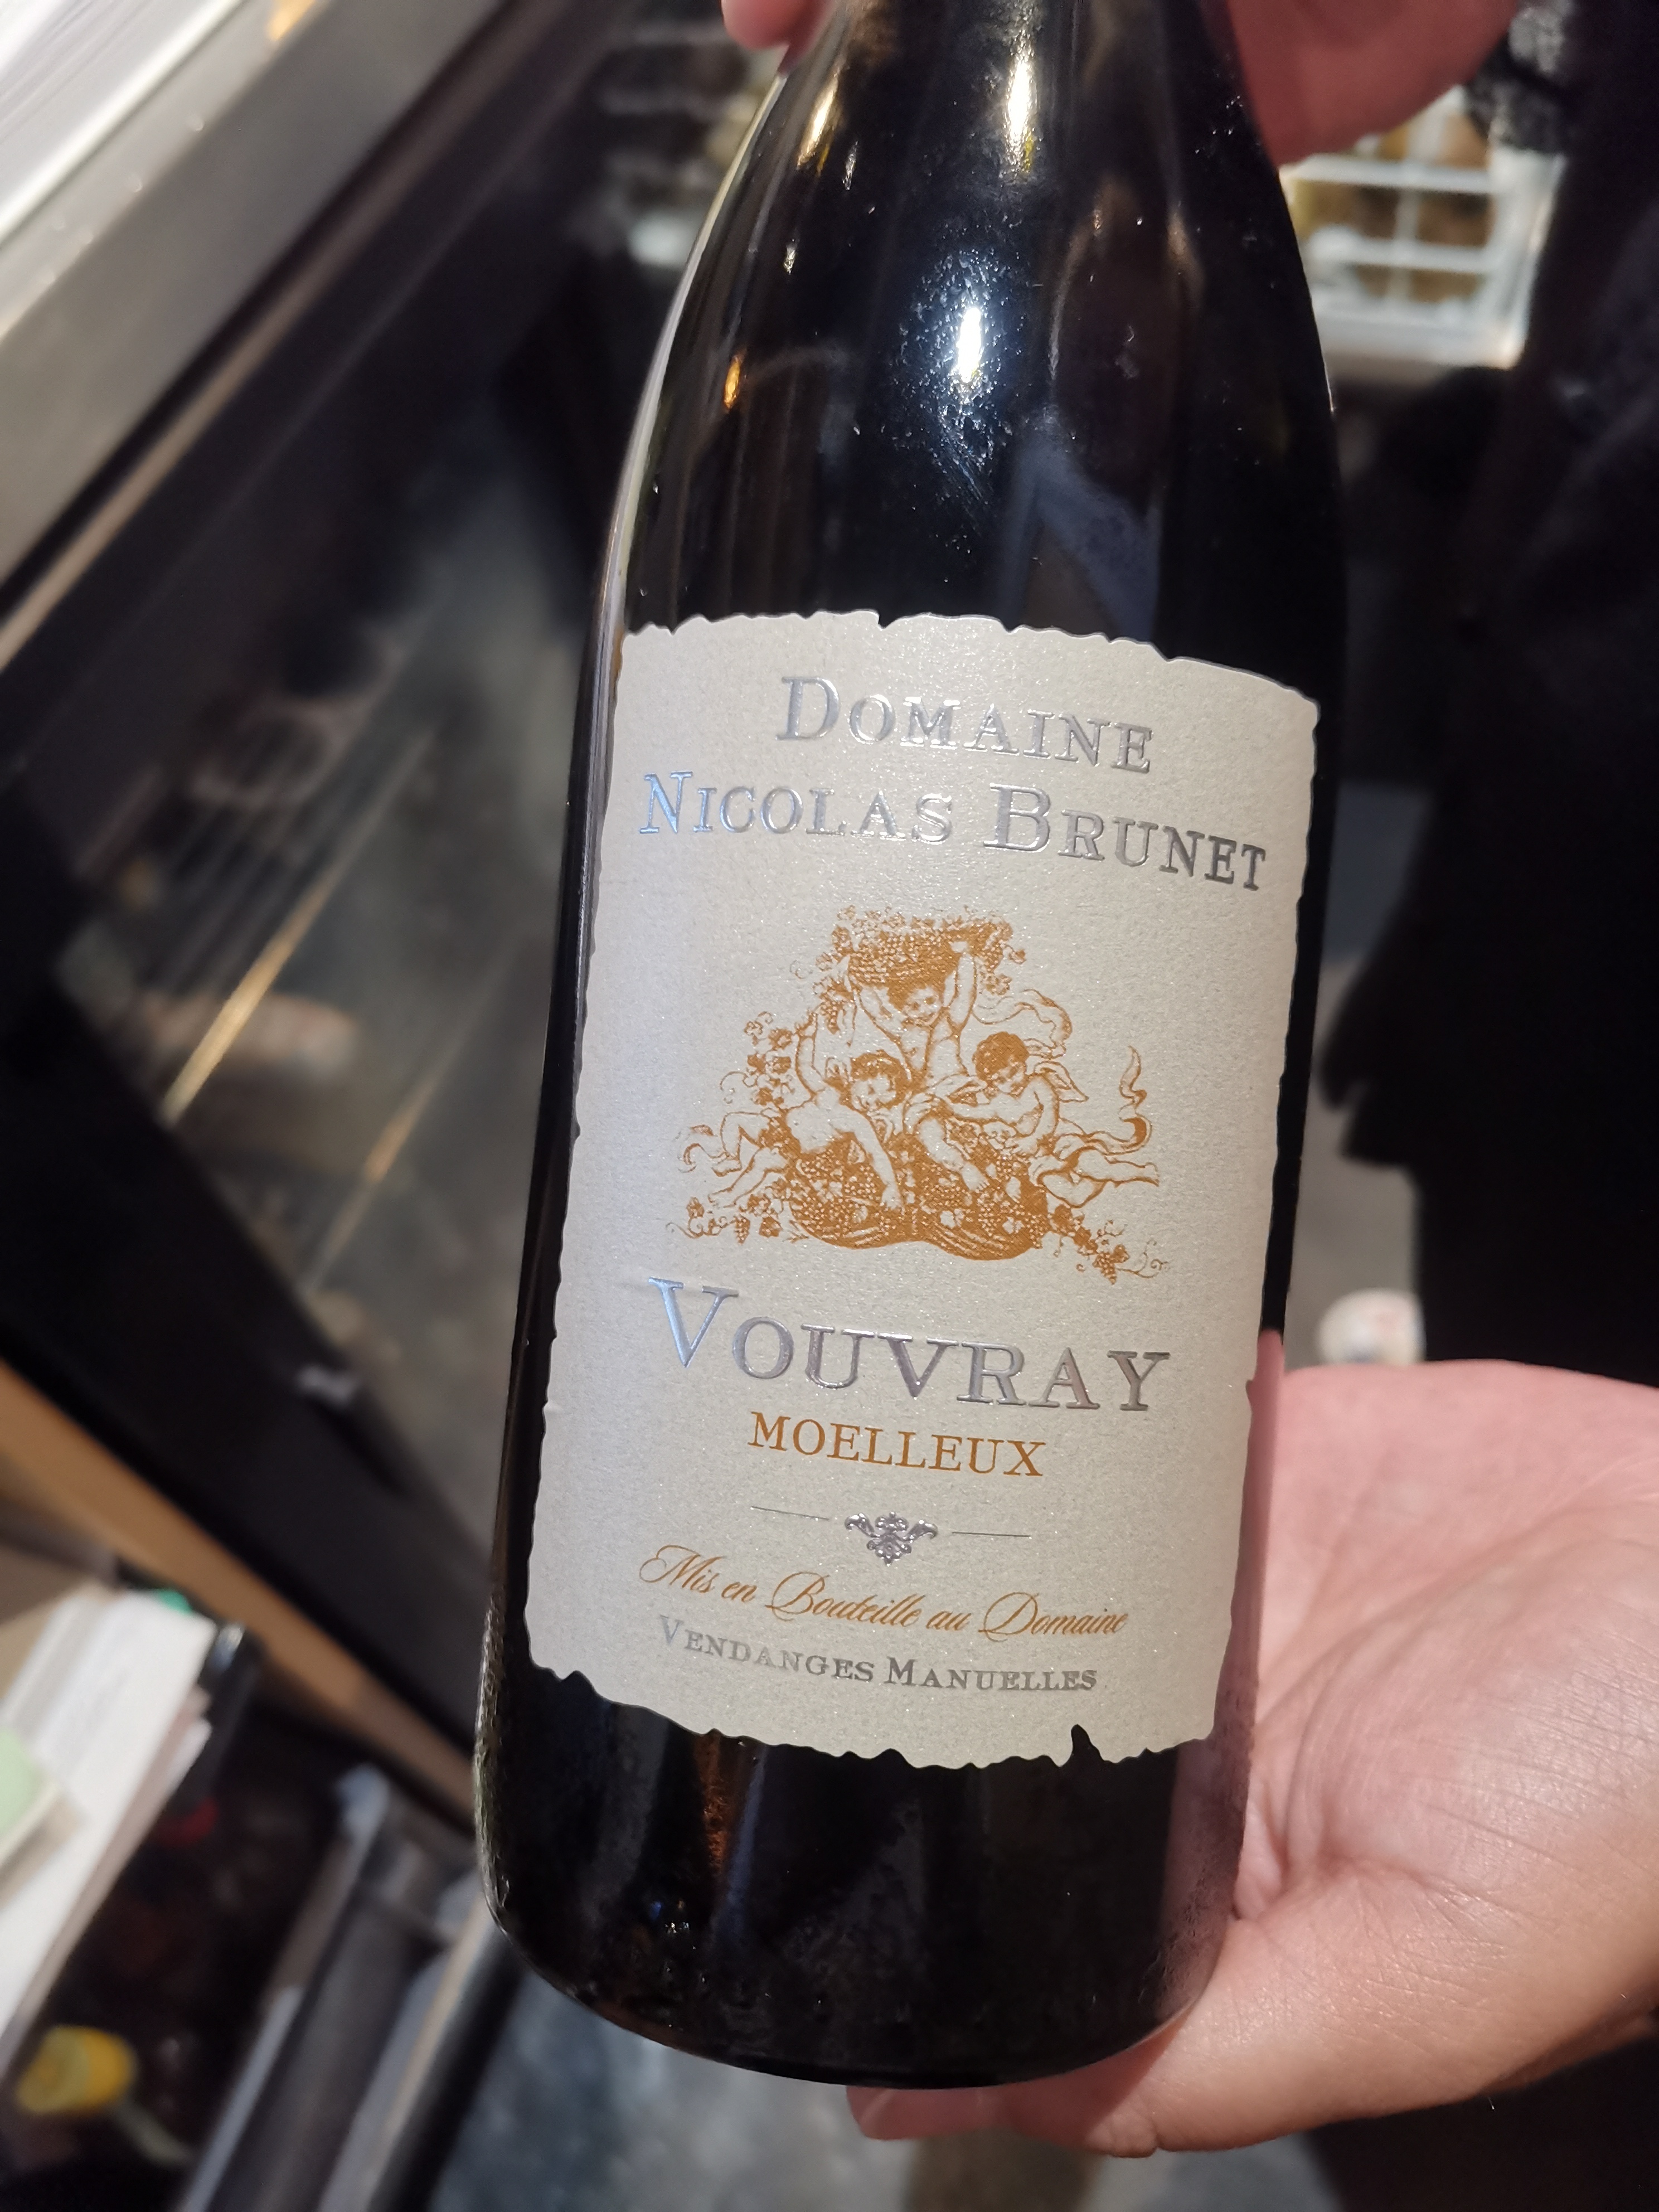 DOMAINE
NICOLAS BRUNET
VOUVRAY
MOELLEUX
Mis en Bouteille au Domaine
VENDANGES MANUELLES